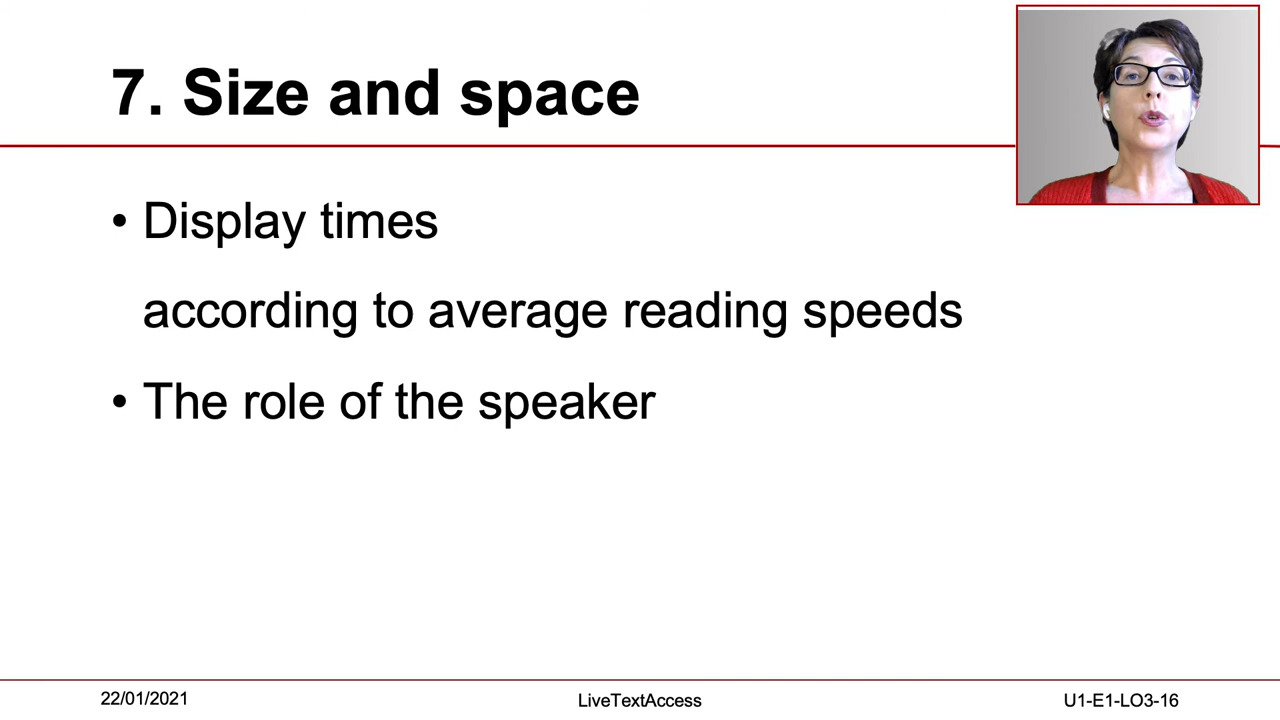 7. Size and space
• Display times
according to average reading speeds
• The role of the speaker
22/01/2021
LiveTextAccess
U1-E1-LO3-16